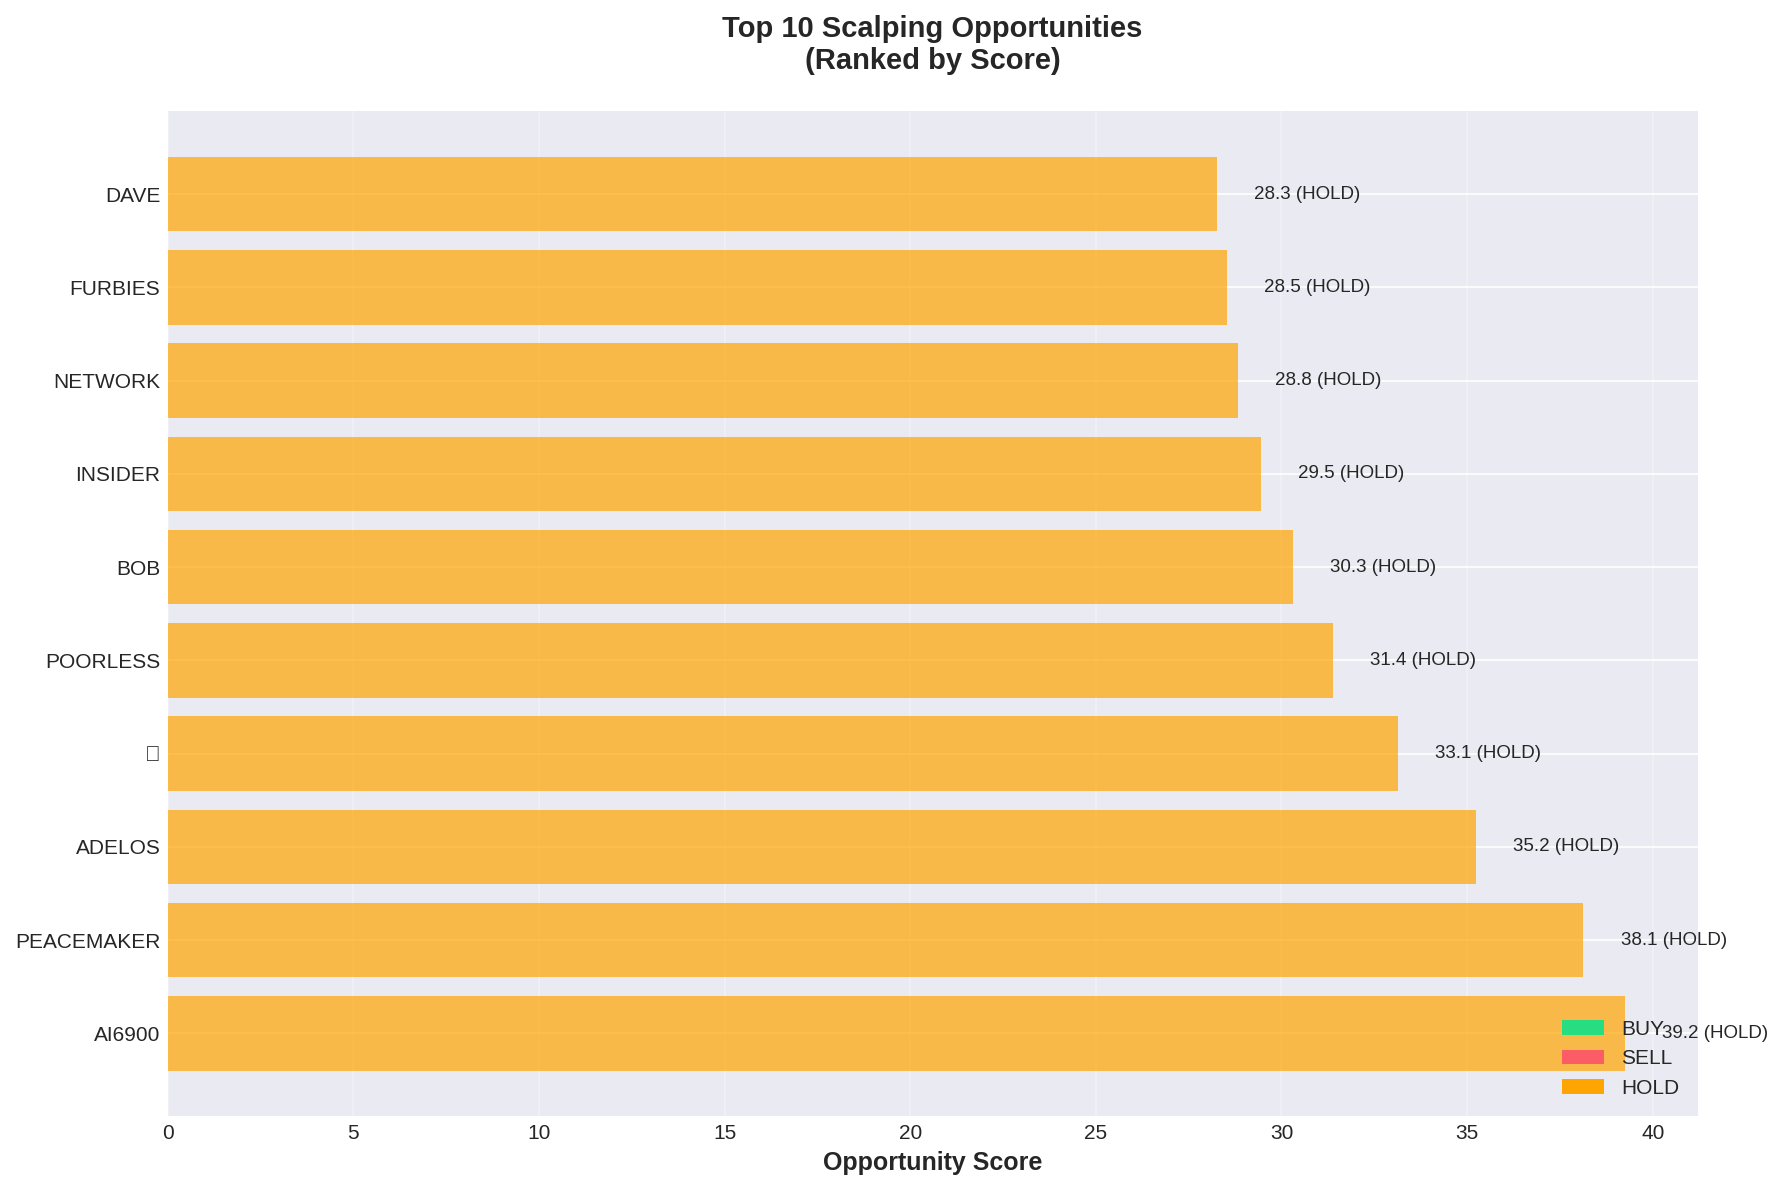 Top 10 Scalping Opportunities
(Ranked by Score)
DAVE 28.3 (HOLD)
FURBIES 28.5 (HOLD)
NETWORK 28.8 (HOLD)
INSIDER 29.5 (HOLD)
BOB 30.3 (HOLD)
POORLESS 31.4 (HOLD)
33.1 (HOLD)
ADELOS 35.2 (HOLD)
PEACEMAKER 38.1 (HOLD)
AI6900 39.2 (HOLD)
BUY
SELL
HOLD
0 5 10 15 20 25 30 35 40
Opportunity Score